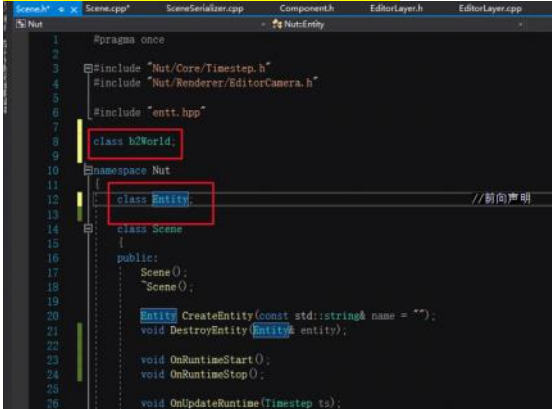 Scene.h* Scene.cpp* SceneSerializer.cpp Component.h EditorLayer.h EditorLayer.cpp
Nut Nut::Entity
1 #pragma once
2
3 #include "Nut/Core/Timestep.h"
4 #include "Nut/Renderer/EditorCamera.h"
5
6 #include "entt.hpp"
7
8 class b2World;
9
10 namespace Nut
11 {
12 class Entity; //前向声明
13
14 class Scene
15 {
16 public:
17 Scene();
18 ~Scene();
19
20 Entity CreateEntity(const std::string& name = "");
21 void DestroyEntity(Entity& entity);
22
23 void OnRuntimeStart();
24 void OnRuntimeStop();
25
26 void OnUpdateRuntime(Timestep ts);